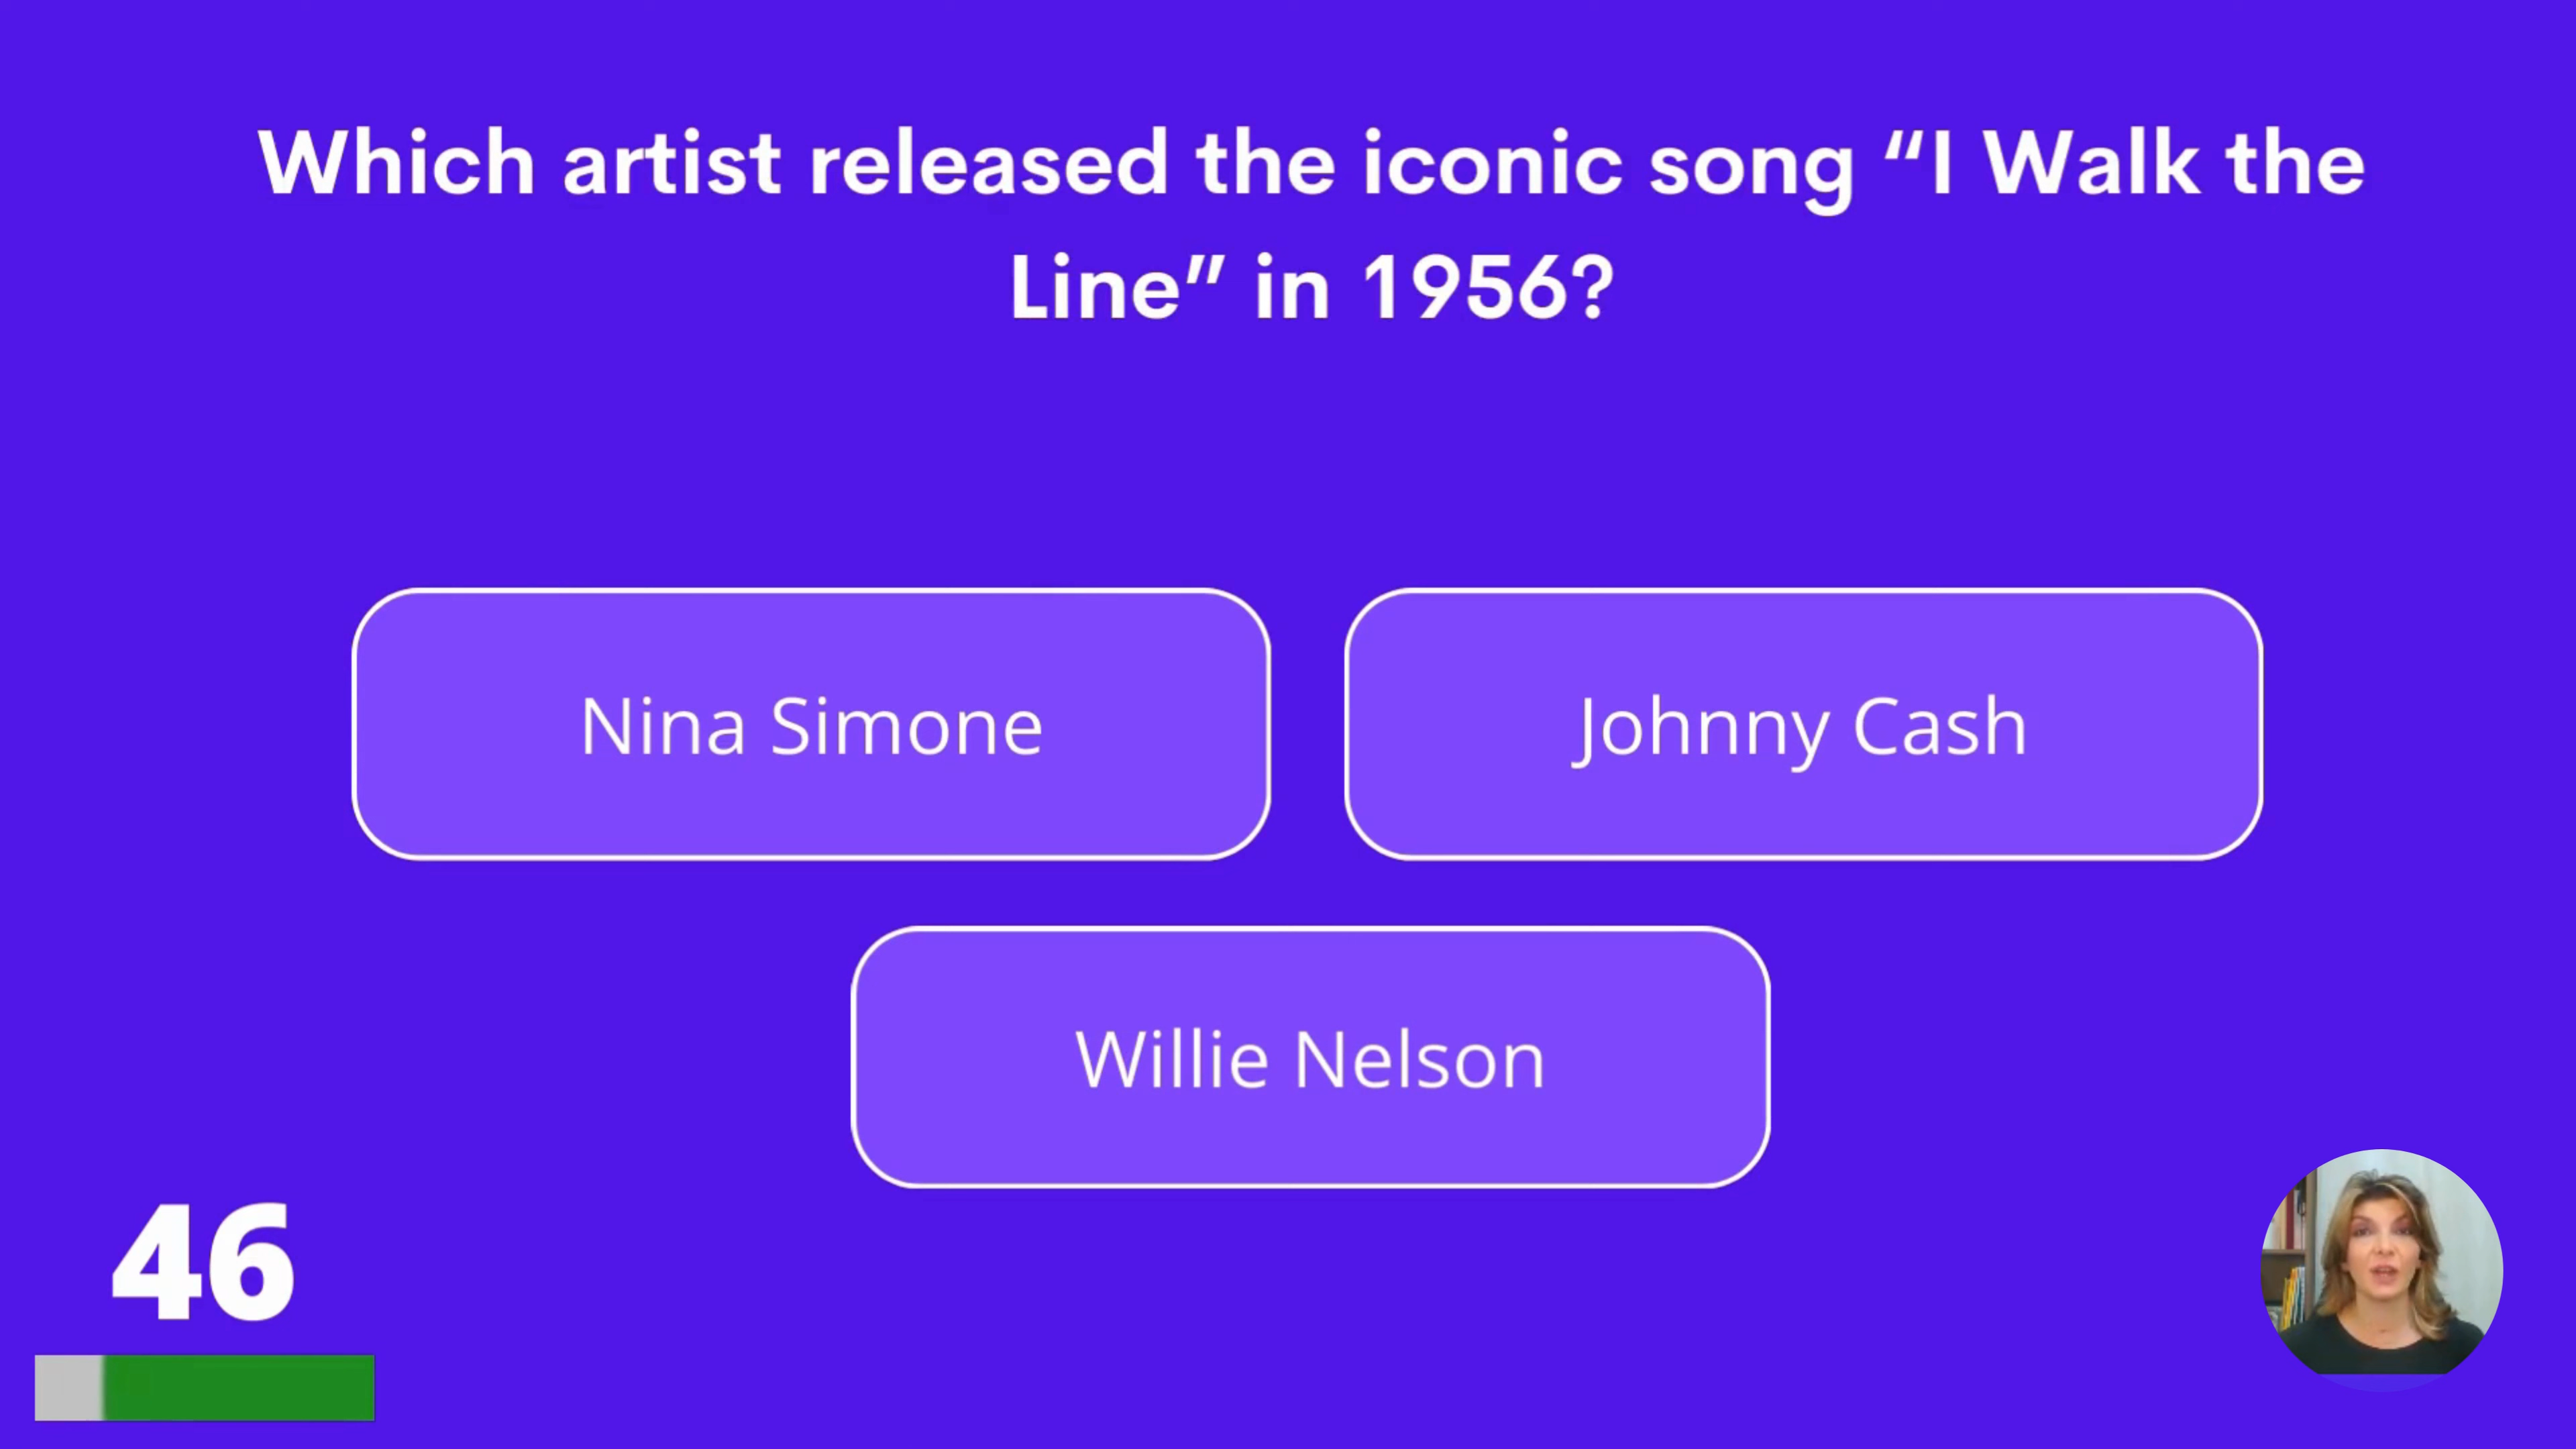 Which artist released the iconic song “I Walk the
Line” in 1956?
Nina Simone
Johnny Cash
Willie Nelson
46